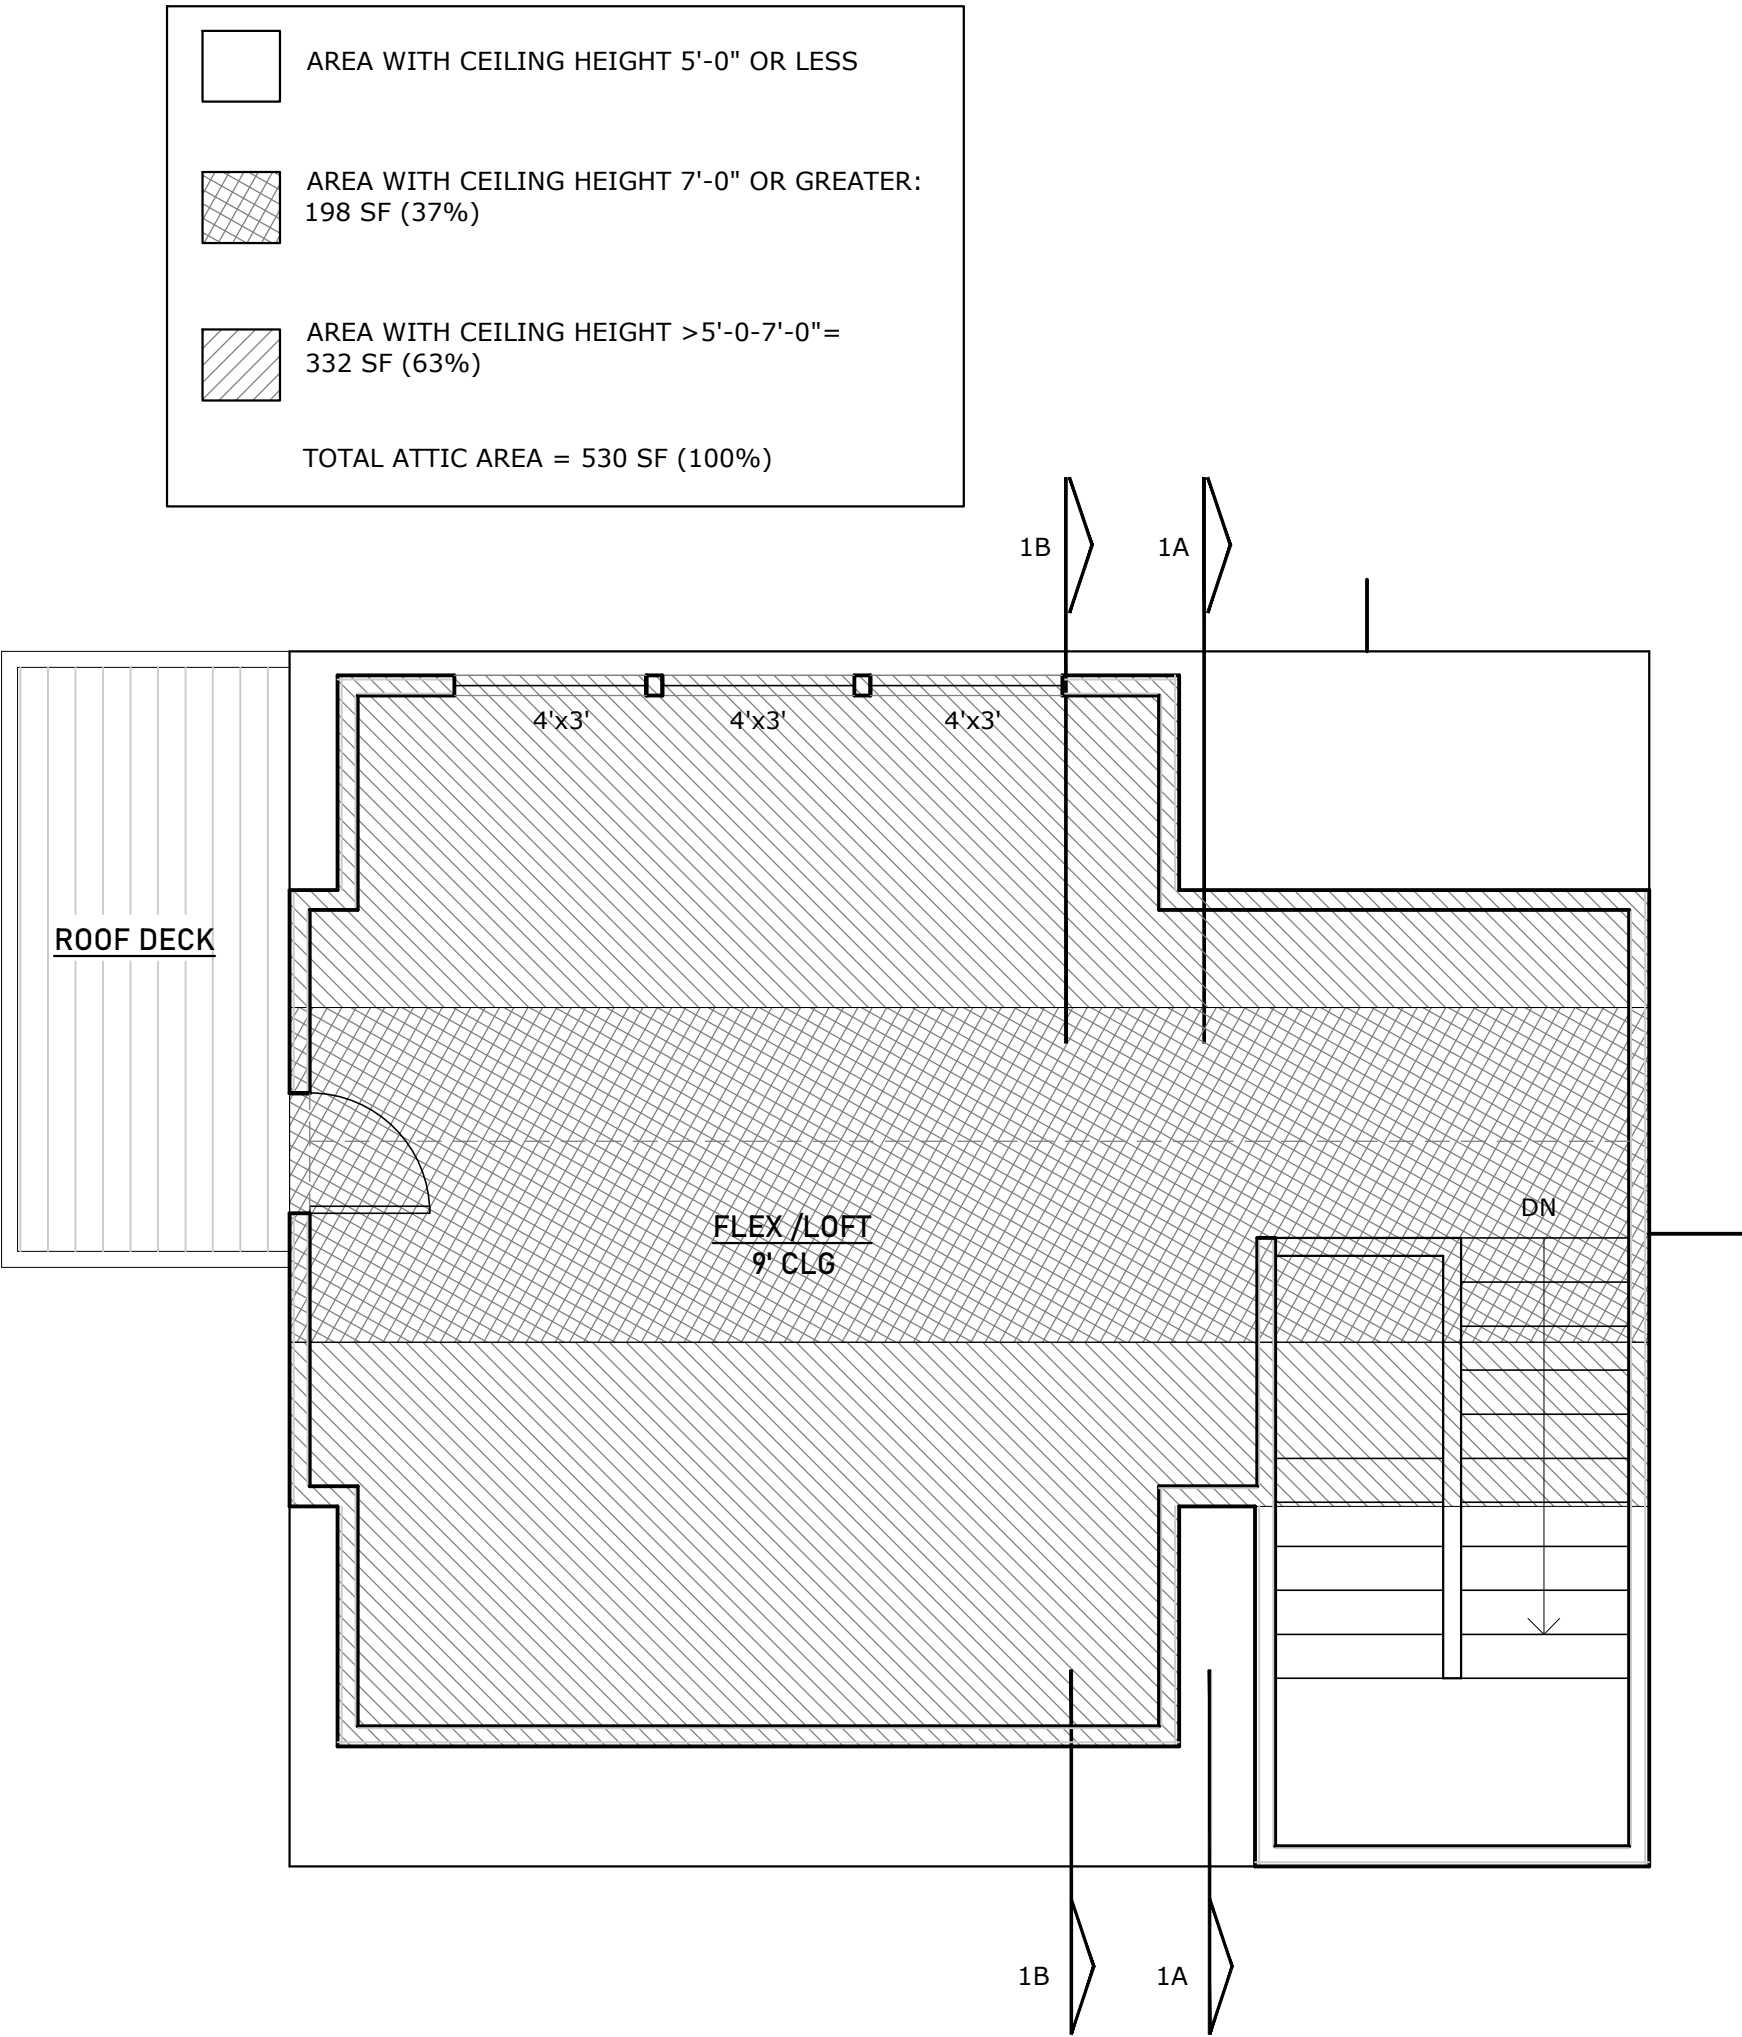 AREA WITH CEILING HEIGHT 5'-0" OR LESS
AREA WITH CEILING HEIGHT 7'-0" OR GREATER:
198 SF (37%)
AREA WITH CEILING HEIGHT >5'-0-7'-0"=
332 SF (63%)
TOTAL ATTIC AREA = 530 SF (100%)
1B
1A
4'x3'
4'x3'
4'x3'
ROOF DECK
DN
FLEX /LOFT
9' CLG
1B
1A